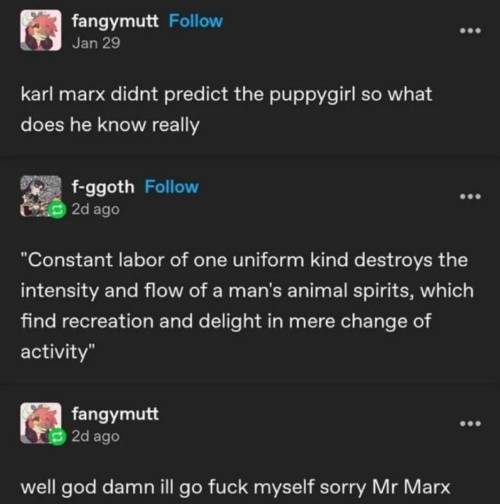 fangymutt Follow
Jan 29
karl marx didnt predict the puppygirl so what
does he know really
f-ggoth Follow
2d ago
"Constant labor of one uniform kind destroys the
intensity and flow of a man's animal spirits, which
find recreation and delight in mere change of
activity"
fangymutt
2d ago
well god damn ill go fuck myself sorry Mr Marx